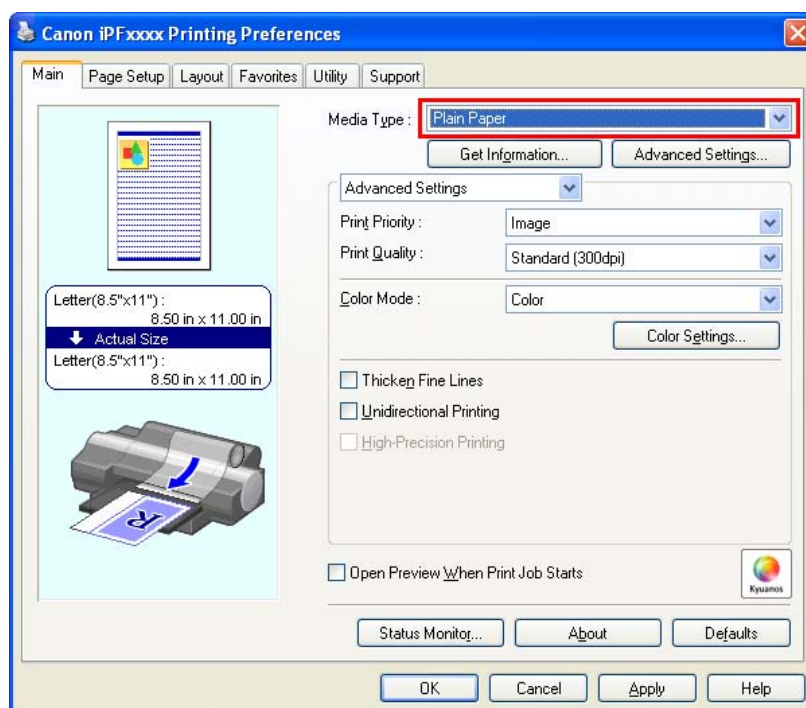 Canon iPFxxxx Printing Preferences
Main Page Setup Layout Favorites Utility Support
Media Type : Plain Paper
Get Information... Advanced Settings...
Advanced Settings
Print Priority : Image
Print Quality : Standard (300dpi)
Color Mode : Color
Color Settings...
Thicken Fine Lines
Unidirectional Printing
High-Precision Printing
Letter(8.5"x11") :
8.50 in x 11.00 in
Actual Size
Letter(8.5"x11") :
8.50 in x 11.00 in
R
Open Preview When Print Job Starts
Kyuanos
Status Monitor... About Defaults
OK Cancel Apply Help